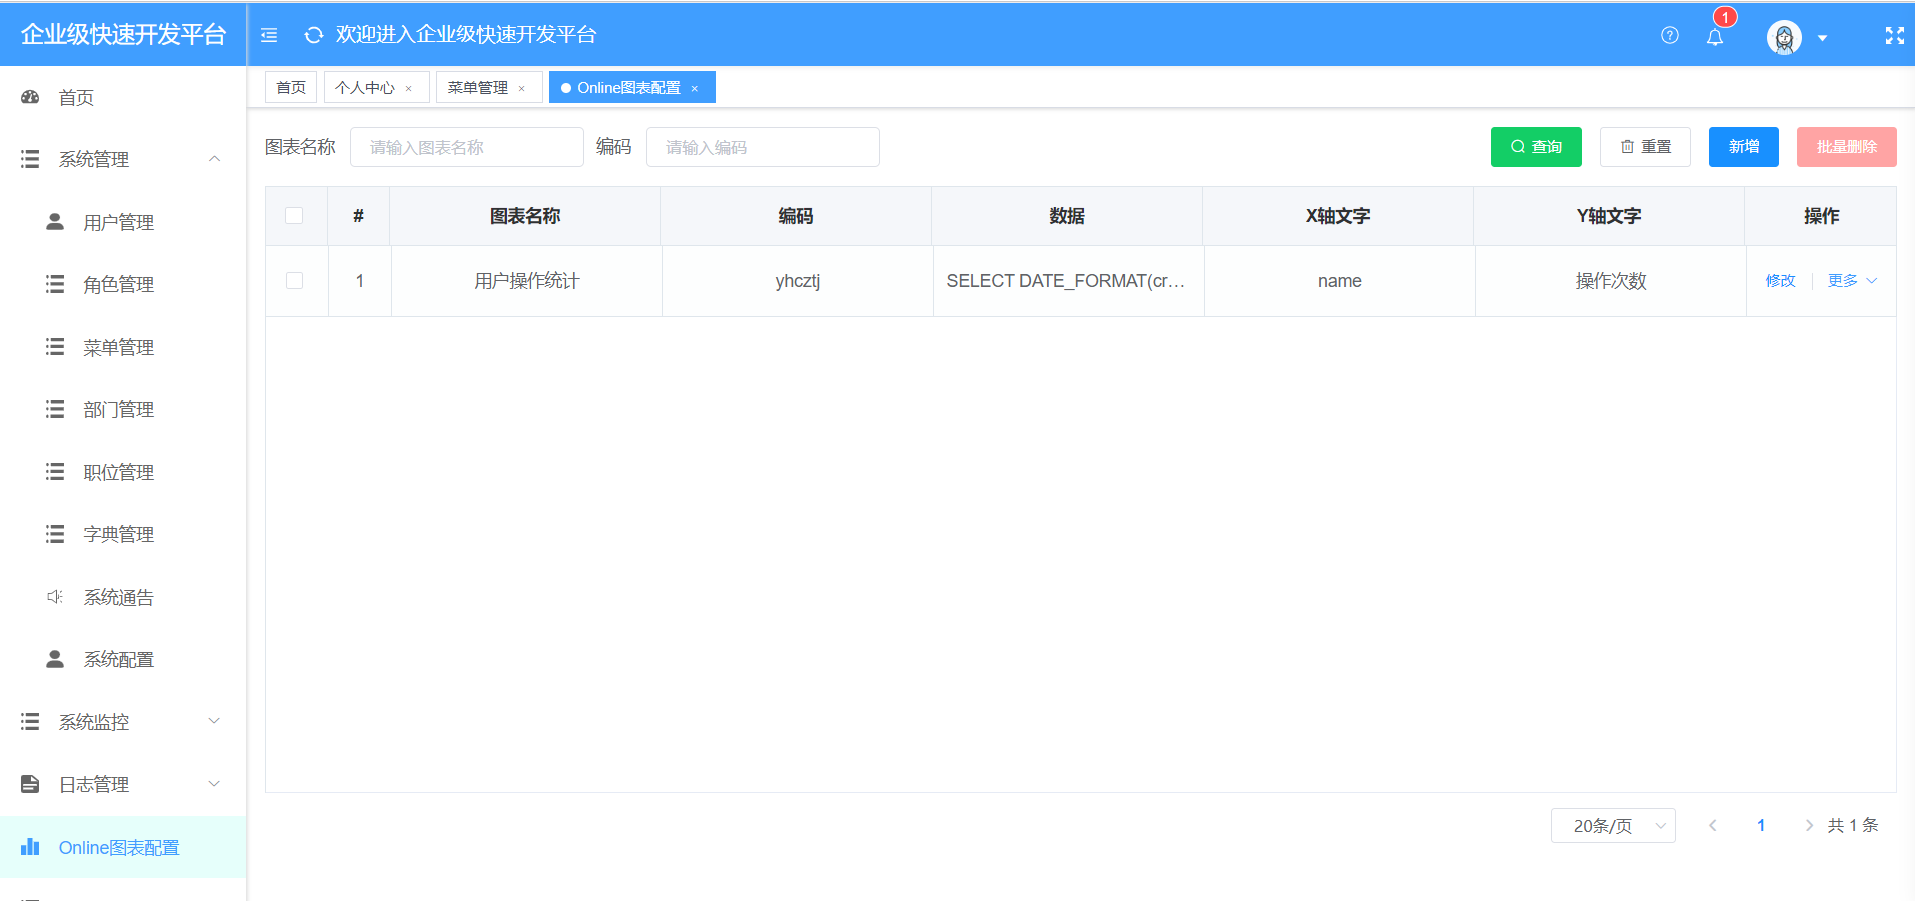 企业级快速开发平台
欢迎进入企业级快速开发平台
1
首页
个人中心 ×
菜单管理 ×
Online图表配置 ×
首页
系统管理
用户管理
角色管理
菜单管理
部门管理
职位管理
字典管理
系统通告
系统配置
系统监控
日志管理
Online图表配置
图表名称 请输入图表名称 编码 请输入编码 查询 重置 新增 批量删除
# 图表名称 编码 数据 X轴文字 Y轴文字 操作
1 用户操作统计 yhcztj SELECT DATE_FORMAT(cr... name 操作次数 修改 更多
20条/页 1 共 1 条